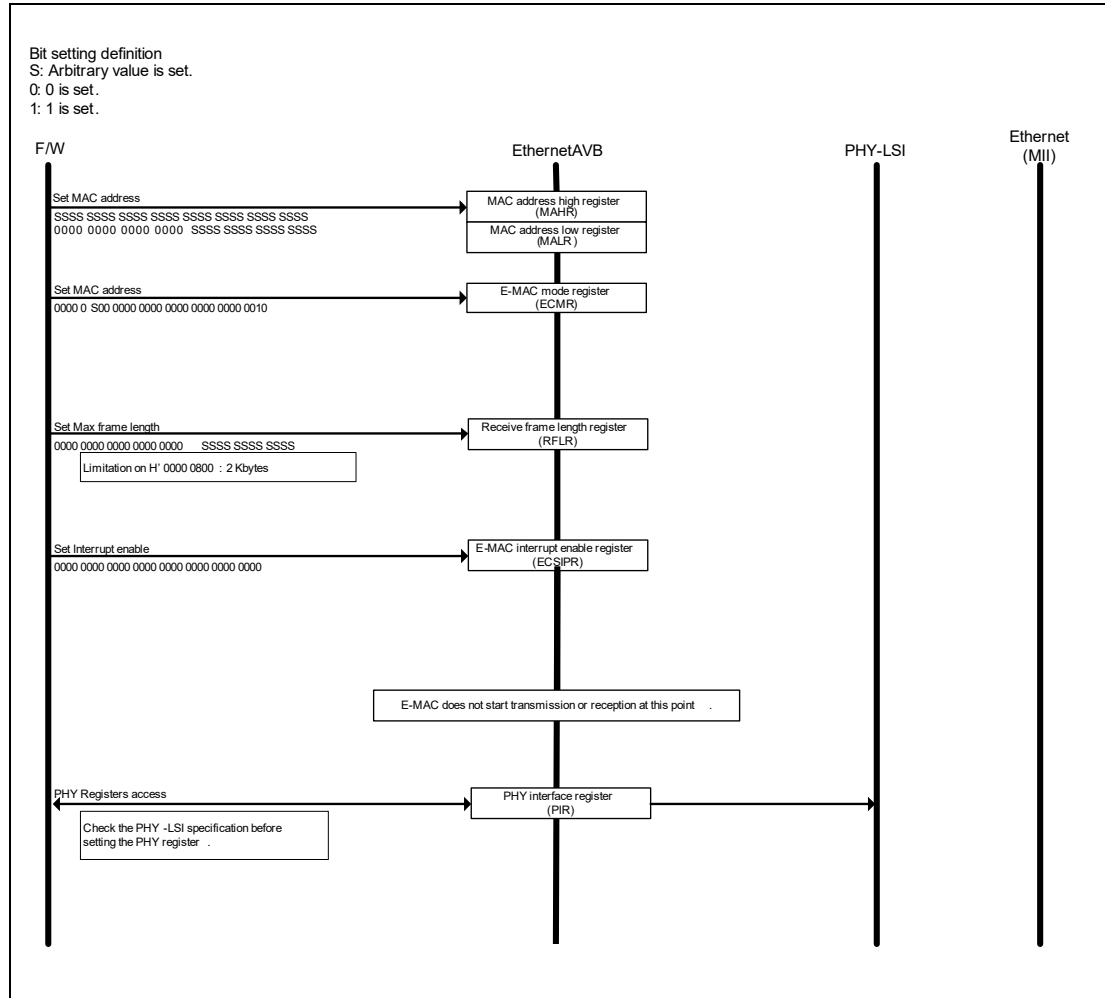 Bit setting definition
S: Arbitrary value is set.
0: 0 is set.
1: 1 is set.
F/W
EthernetAVB
PHY-LSI
Ethernet
(MII)
Set MAC address
SSSS SSSS SSSS SSSS SSSS SSSS SSSS SSSS
0000 0000 0000 0000 SSSS SSSS SSSS SSSS
MAC address high register
(MAHR)
MAC address low register
(MALR )
Set MAC address
0000 0 S00 0000 0000 0000 0000 0000 0010
E-MAC mode register
(ECMR)
Set Max frame length
0000 0000 0000 0000 0000 SSSS SSSS SSSS
Limitation on H' 0000 0800 : 2 Kbytes
Receive frame length register
(RFLR)
Set Interrupt enable
0000 0000 0000 0000 0000 0000 0000 0000
E-MAC interrupt enable register
(ECSIPR)
E-MAC does not start transmission or reception at this point .
PHY Registers access
PHY interface register
(PIR)
Check the PHY -LSI specification before
setting the PHY register .